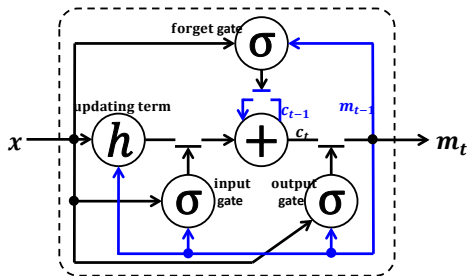 forget gate
σ
updating term
c_{t-1}
m_{t-1}
x
h
+
c_t
m_t
σ
input
gate
output
gate
σ